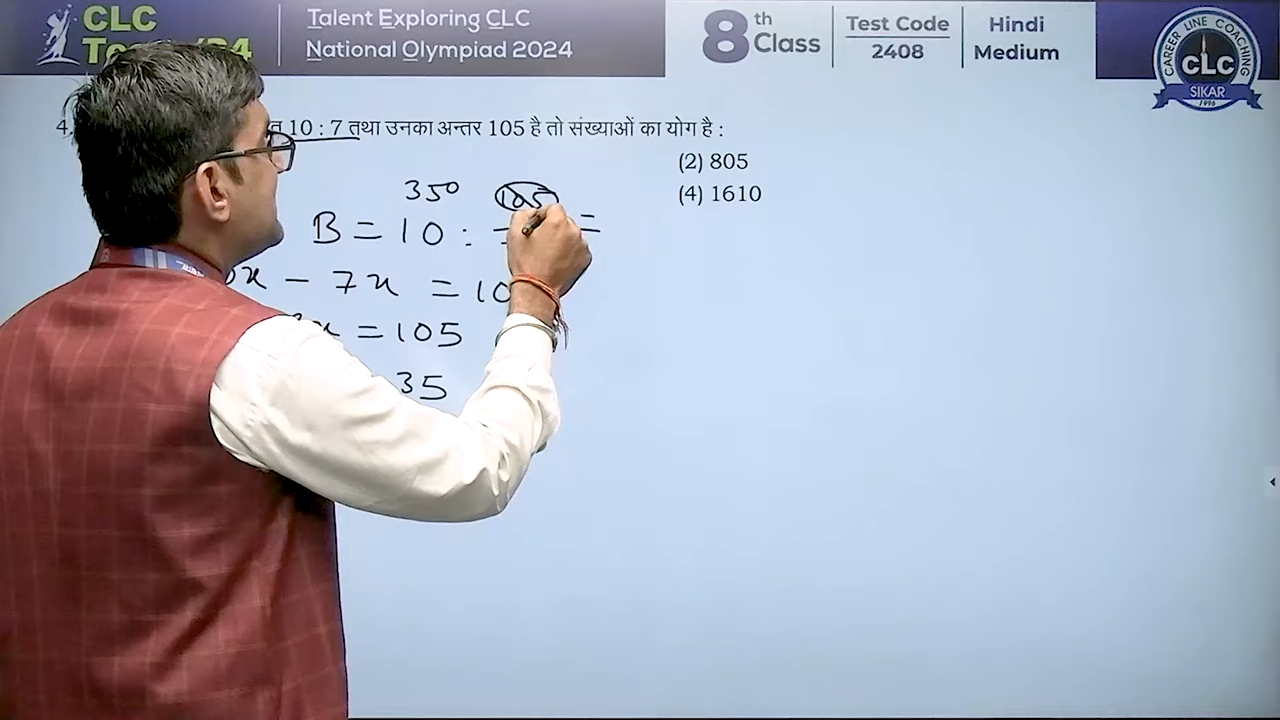 CLC
Talent Exploring CLC
National Olympiad 2024
8th Class
Test Code
2408
Hindi
Medium
CAREER LINE COACHING
CLC
SIKAR
1996
10 : 7 तथा उनका अन्तर 105 है तो संख्याओं का योग है :
(2) 805
(4) 1610
350
B = 10 :
=
x - 7x = 10
x = 105
35